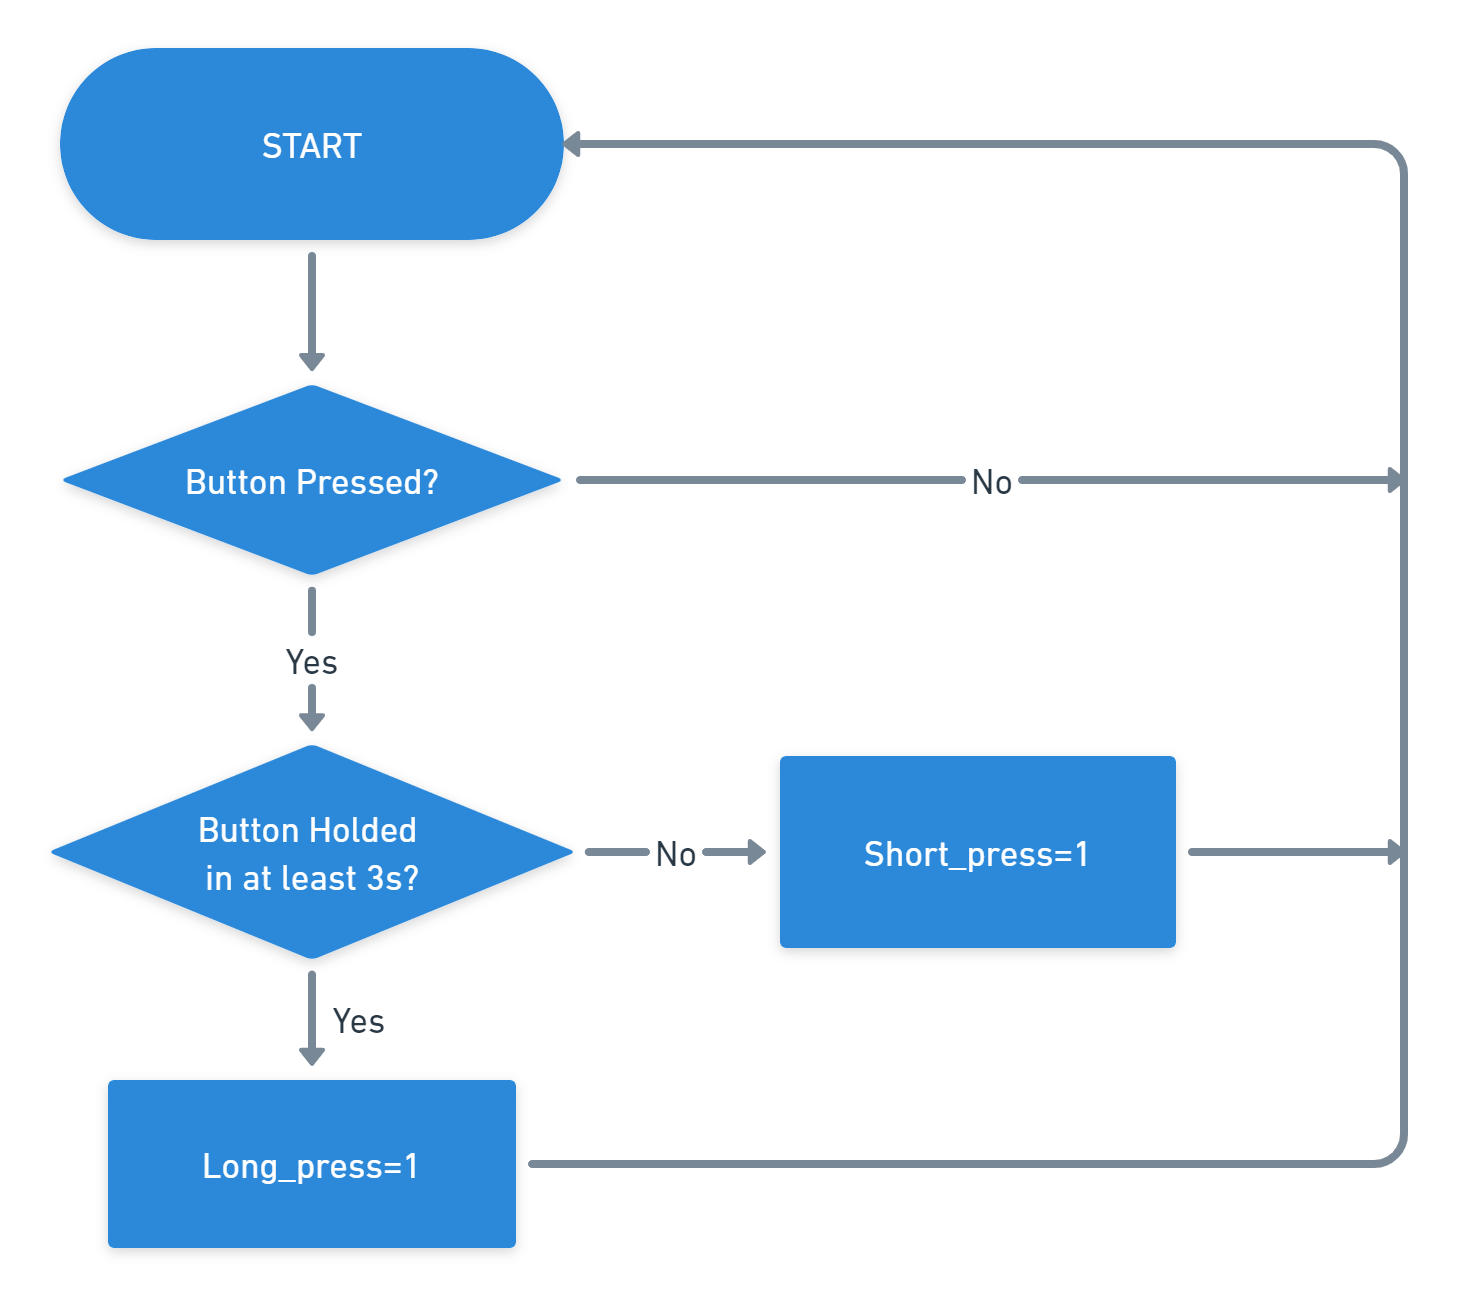 START
Button Pressed?
No
Yes
Button Holded
in at least 3s?
No
Short_press=1
Yes
Long_press=1